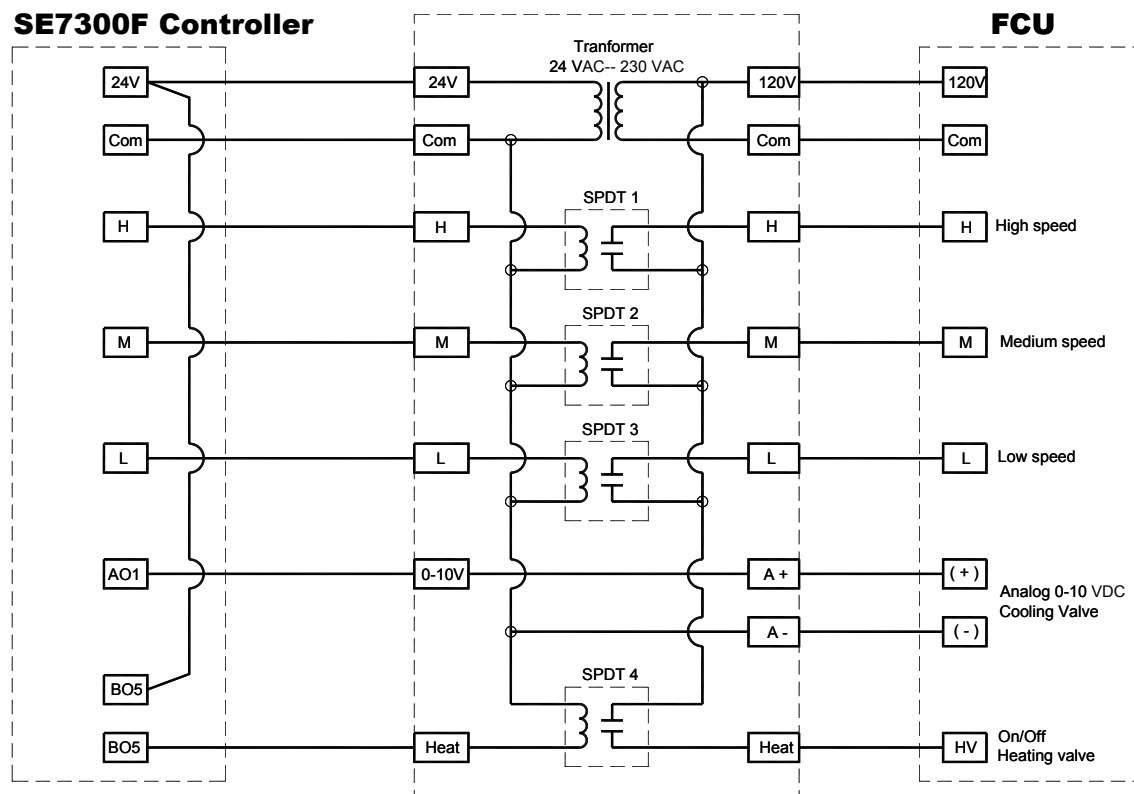 SE7300F Controller
FCU
Tranformer
24 VAC-- 230 VAC
24V
24V
120V
120V
Com
Com
Com
Com
SPDT 1
H
H
H
H
High speed
SPDT 2
M
M
M
M
Medium speed
SPDT 3
L
L
L
L
Low speed
AO1
0-10V
A +
( + )
Analog 0-10 VDC
Cooling Valve
A -
( - )
BO5
SPDT 4
BO5
Heat
Heat
HV
On/Off
Heating valve